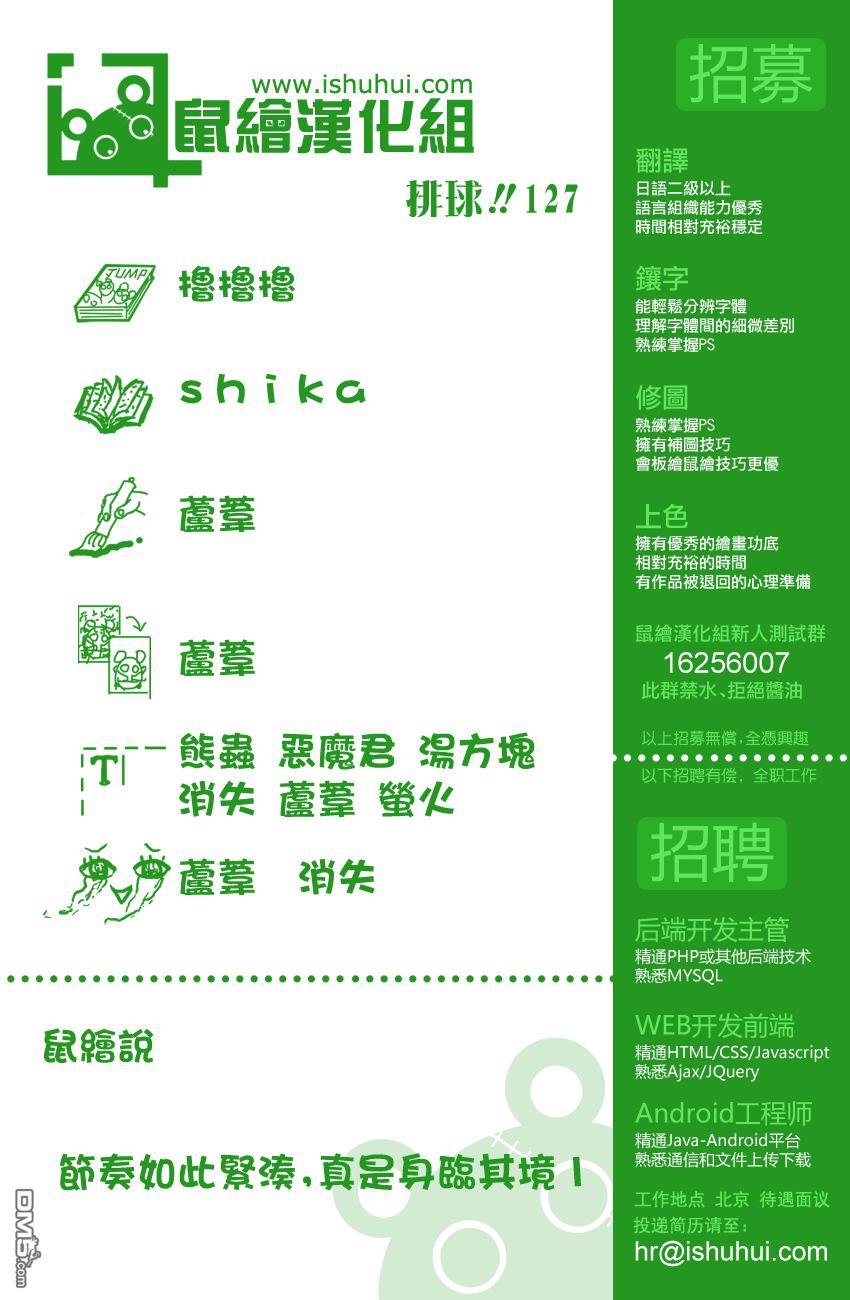 www.ishuhui.com
鼠繪漢化組
排球!!127
JUMP
擼擼擼
shika
蘆葦
蘆葦
T
熊蟲 惡魔君 湯方塊
消失 蘆葦 螢火
蘆葦 消失
鼠繪說
節奏如此緊湊,真是身臨其境!
DM5.com
招募
翻譯
日語二級以上
語言組織能力優秀
時間相對充裕穩定
鑲字
能輕鬆分辨字體
理解字體間的細微差別
熟練掌握PS
修圖
熟練掌握PS
擁有補圖技巧
會板繪鼠繪技巧更優
上色
擁有優秀的繪畫功底
相對充裕的時間
有作品被退回的心理準備
鼠繪漢化組新人測試群
16256007
此群禁水、拒絕醬油
以上招募無償,全憑興趣
以下招聘有偿，全职工作
招聘
后端开发主管
精通PHP或其他后端技术
熟悉MYSQL
WEB开发前端
精通HTML/CSS/Javascript
熟悉Ajax/JQuery
Android工程师
精通Java-Android平台
熟悉通信和文件上传下载
工作地点 北京 待遇面议
投递简历请至：
hr@ishuhui.com